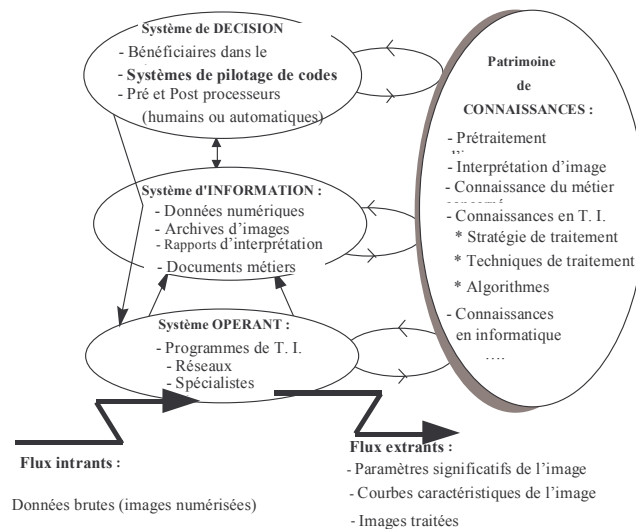 Système de DECISION
- Bénéficiaires dans le
- Systèmes de pilotage de codes
- Pré et Post processeurs
(humains ou automatiques)
Système d'INFORMATION :
- Données numériques
- Archives d'images
- Rapports d'interprétation
- Documents métiers
Système OPERANT :
- Programmes de T. I.
- Réseaux
- Spécialistes
Patrimoine
de
CONNAISSANCES :
- Prétraitement
- Interprétation d'image
- Connaissance du métier
- Connaissances en T. I.
* Stratégie de traitement
* Techniques de traitement
* Algorithmes
- Connaissances
en informatique
....
Flux intrants :
Données brutes (images numérisées)
Flux extrants :
- Paramètres significatifs de l'image
- Courbes caractéristiques de l'image
- Images traitées